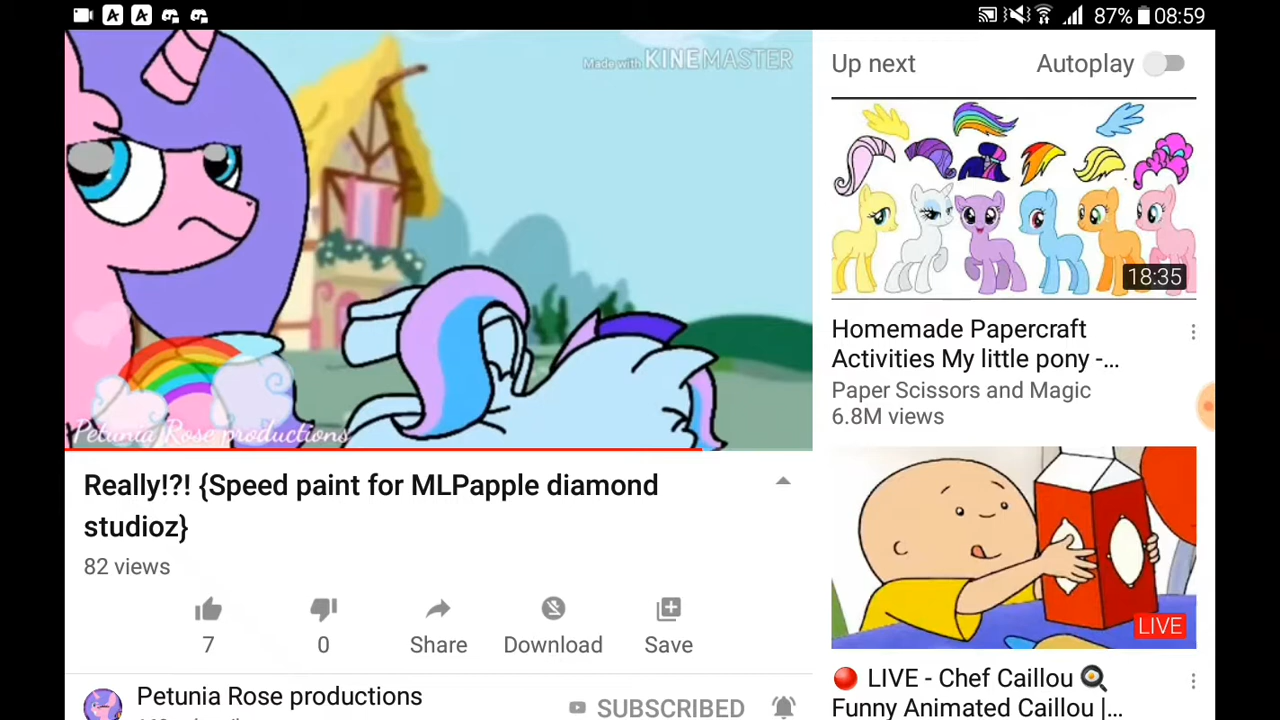 87% 08:59
Made with KINEMASTER
Petunia Rose productions
Really!?! {Speed paint for MLPapple diamond
studioz}
82 views
7
0
Share
Download
Save
Petunia Rose productions
SUBSCRIBED
Up next
Autoplay
18:35
Homemade Papercraft
Activities My little pony -...
Paper Scissors and Magic
6.8M views
LIVE
LIVE - Chef Caillou
Funny Animated Caillou |...